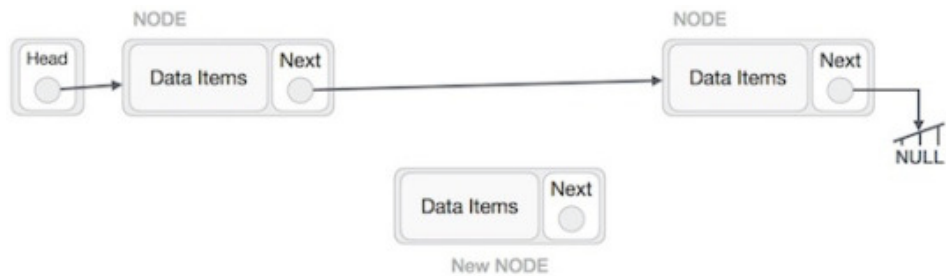 NODE
NODE
Head
Data Items
Next
Data Items
Next
NULL
Data Items
Next
New NODE